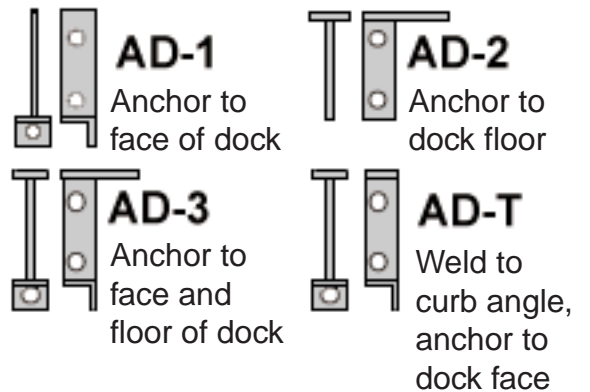 AD-1
Anchor to
face of dock
AD-2
Anchor to
dock floor
AD-3
Anchor to
face and
floor of dock
AD-T
Weld to
curb angle,
anchor to
dock face